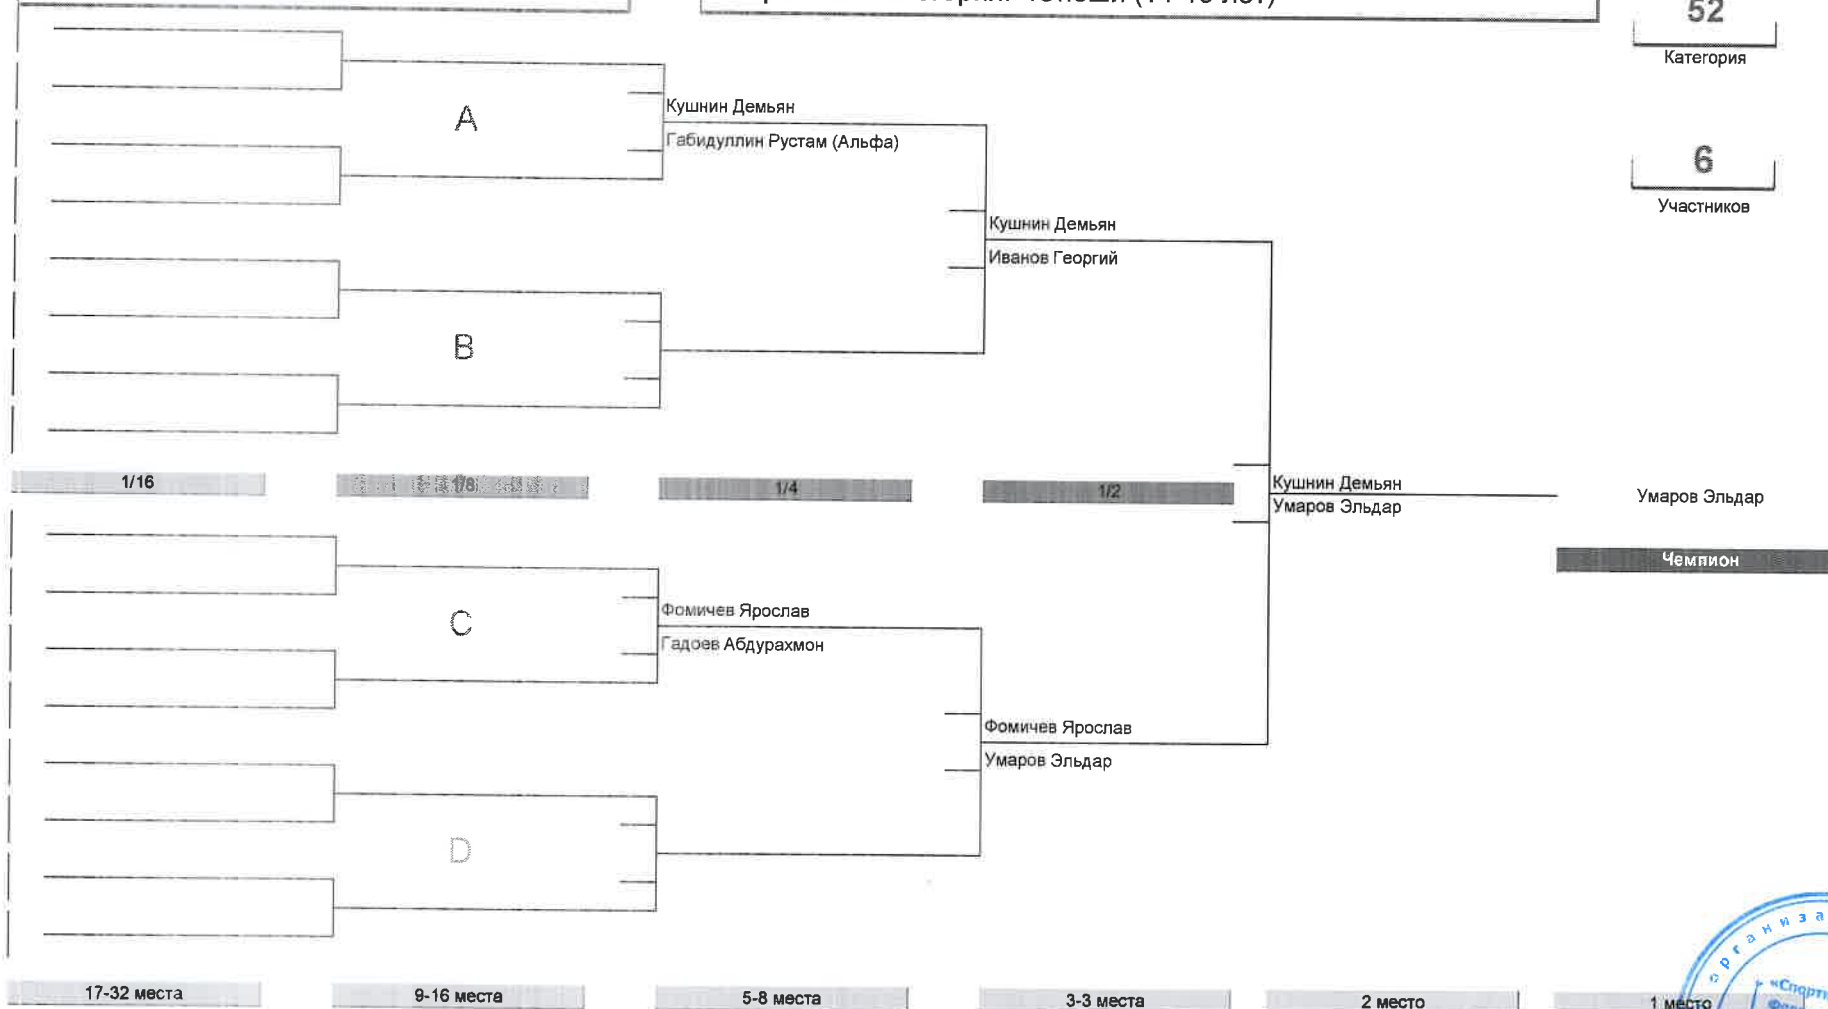 52
Категория
6
Участников
A
Кушнин Демьян
Габидуллин Рустам (Альфа)
Кушнин Демьян
Иванов Георгий
B
1/16
1/8
1/4
1/2
Кушнин Демьян
Умаров Эльдар
Умаров Эльдар
Чемпион
C
Фомичев Ярослав
Гадоев Абдурахмон
Фомичев Ярослав
Умаров Эльдар
D
17-32 места
9-16 места
5-8 места
3-3 места
2 место
1 место